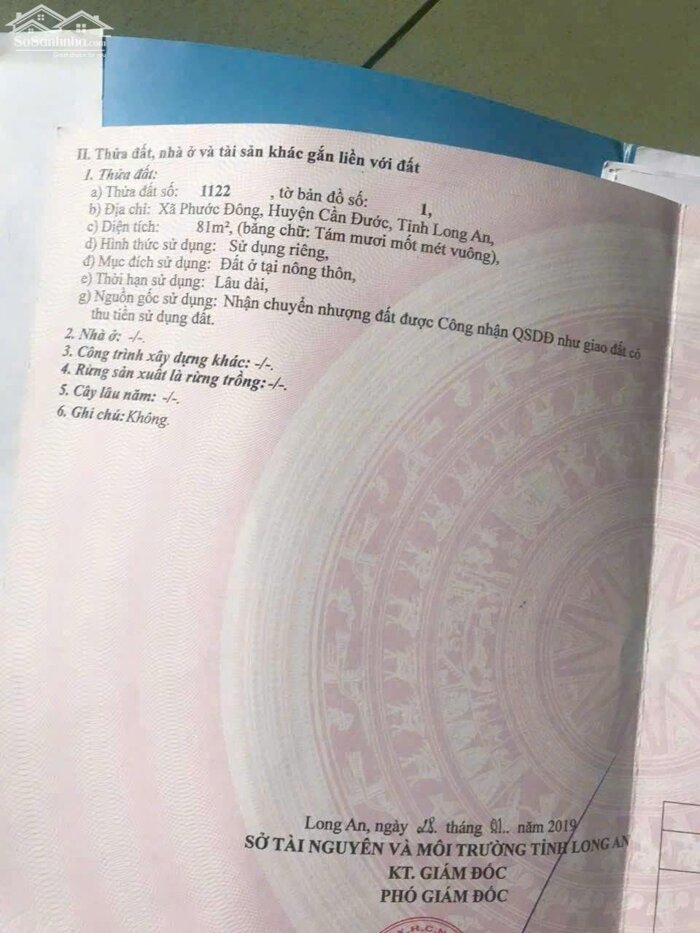 SoSanhnha.com
II. Thửa đất, nhà ở và tài sản khác gắn liền với đất
1. Thửa đất:
a) Thửa đất số: 1122 , tờ bản đồ số: 1,
b) Địa chỉ: Xã Phước Đông, Huyện Cần Đước, Tỉnh Long An,
c) Diện tích: 81m², (bằng chữ: Tám mươi mốt mét vuông),
d) Hình thức sử dụng: Sử dụng riêng,
đ) Mục đích sử dụng: Đất ở tại nông thôn,
e) Thời hạn sử dụng: Lâu dài,
g) Nguồn gốc sử dụng: Nhận chuyển nhượng đất được Công nhận QSDĐ như giao đất có
thu tiền sử dụng đất.
2. Nhà ở: -/-.
3. Công trình xây dựng khác: -/-.
4. Rừng sản xuất là rừng trồng: -/-.
5. Cây lâu năm: -/-.
6. Ghi chú: Không.
Long An, ngày 28. tháng 01.. năm 2019
SỞ TÀI NGUYÊN VÀ MÔI TRƯỜNG TỈNH LONG AN
KT. GIÁM ĐỐC
PHÓ GIÁM ĐỐC